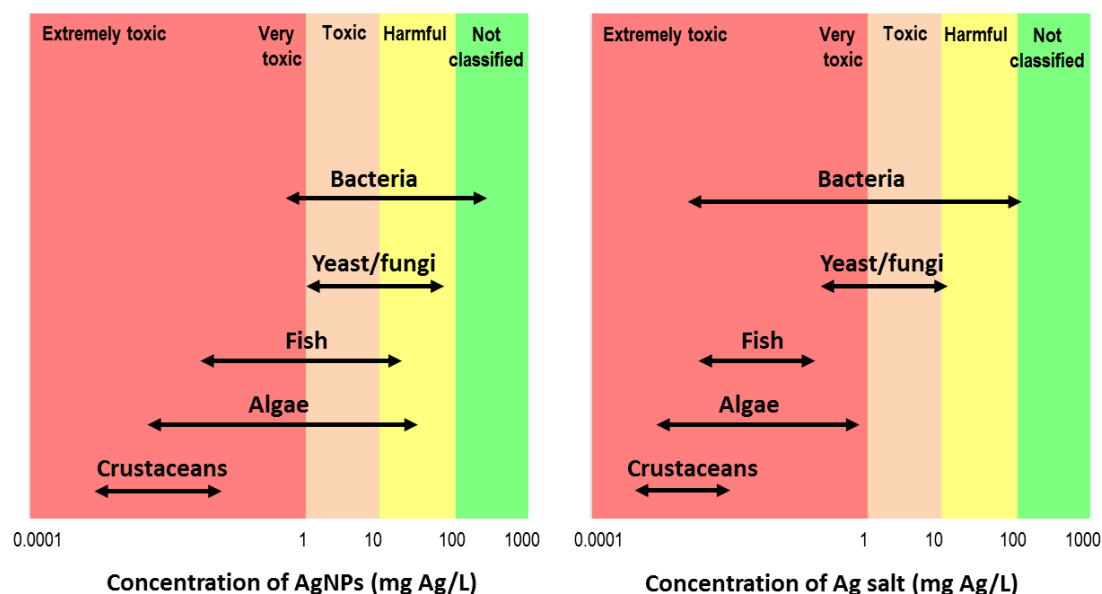 Extremely toxic
Very
toxic
Toxic
Harmful
Not
classified
Bacteria
Yeast/fungi
Fish
Algae
Crustaceans
0.0001
1
10
100
1000
Concentration of AgNPs (mg Ag/L)
Extremely toxic
Very
toxic
Toxic
Harmful
Not
classified
Bacteria
Yeast/fungi
Fish
Algae
Crustaceans
0.0001
1
10
100
1000
Concentration of Ag salt (mg Ag/L)